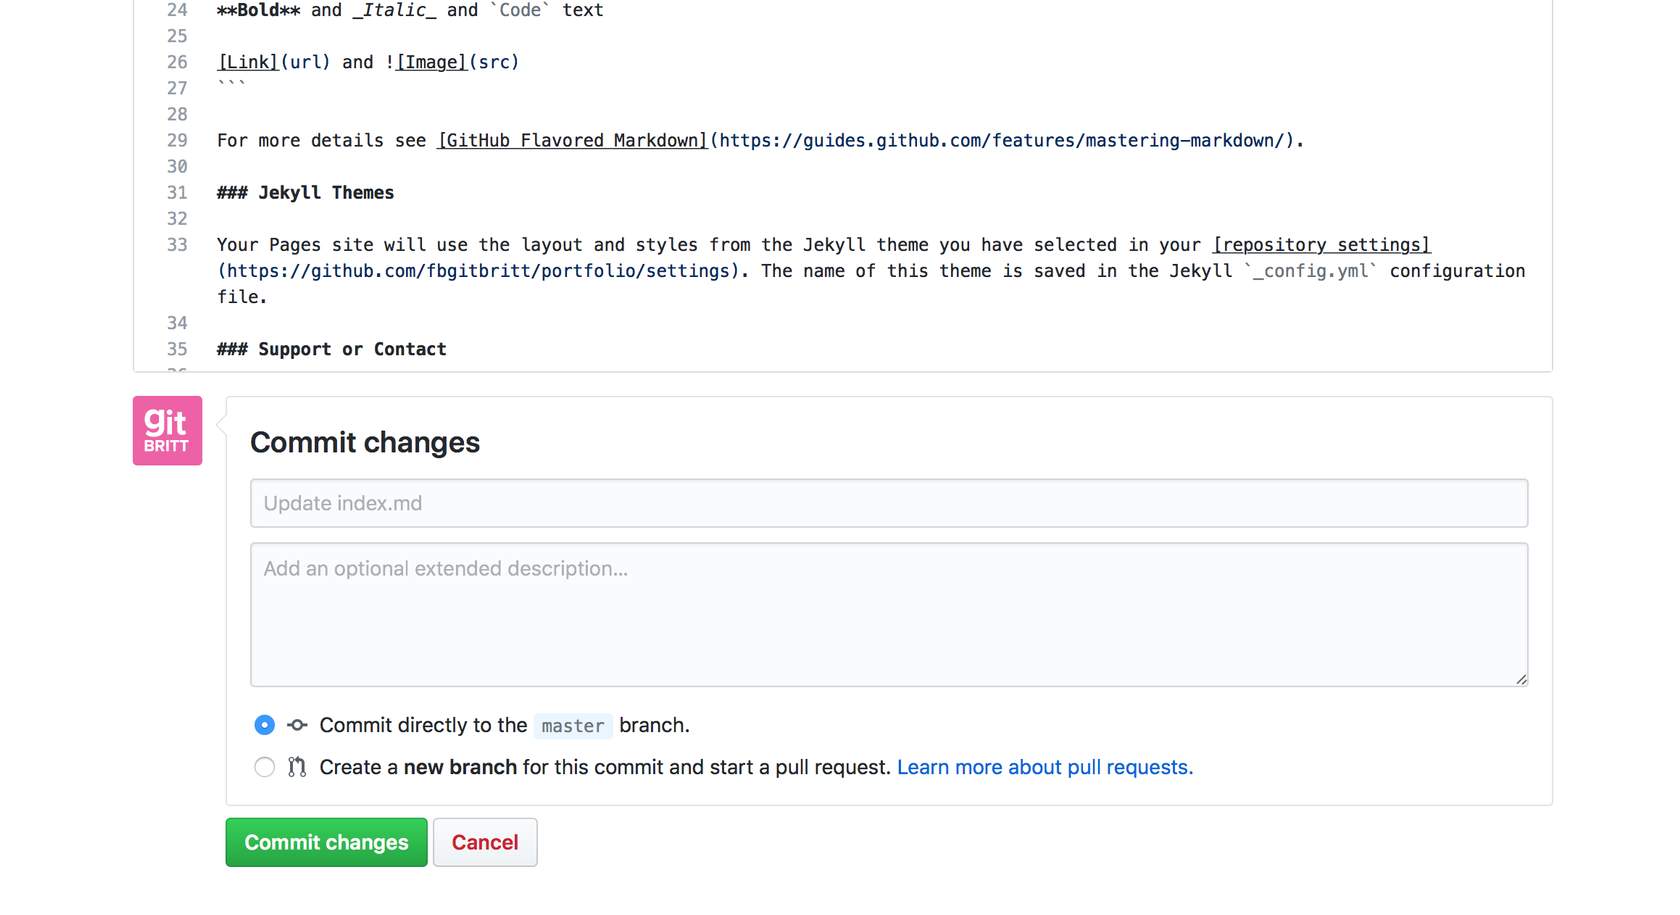 24 **Bold** and _Italic_ and `Code` text
25
26 [Link](url) and ![Image](src)
27 ```
28
29 For more details see [GitHub Flavored Markdown](https://guides.github.com/features/mastering-markdown/).
30
31 ### Jekyll Themes
32
33 Your Pages site will use the layout and styles from the Jekyll theme you have selected in your [repository settings]
(https://github.com/fbgitbritt/portfolio/settings). The name of this theme is saved in the Jekyll `_config.yml` configuration
file.
34
35 ### Support or Contact
git
BRITT
Commit changes
Update index.md
Add an optional extended description...
Commit directly to the master branch.
Create a new branch for this commit and start a pull request. Learn more about pull requests.
Commit changes Cancel